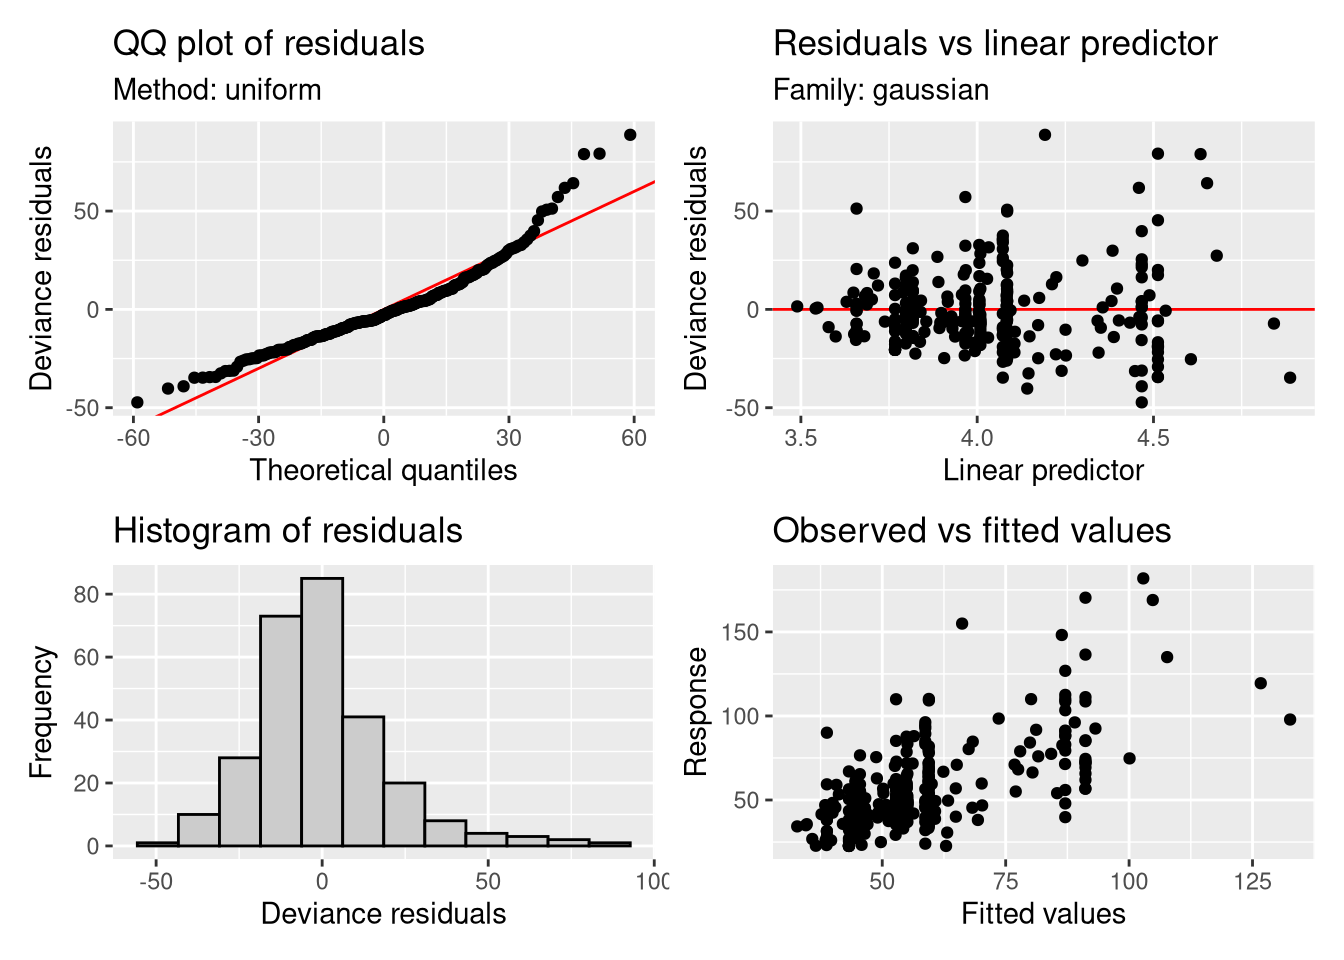 QQ plot of residuals
Method: uniform
Deviance residuals
50
0
-50
-60
-30
0
30
60
Theoretical quantiles
Residuals vs linear predictor
Family: gaussian
Deviance residuals
50
0
-50
3.5
4.0
4.5
Linear predictor
Histogram of residuals
Frequency
80
60
40
20
0
-50
0
50
100
Deviance residuals
Observed vs fitted values
Response
150
100
50
50
75
100
125
Fitted values